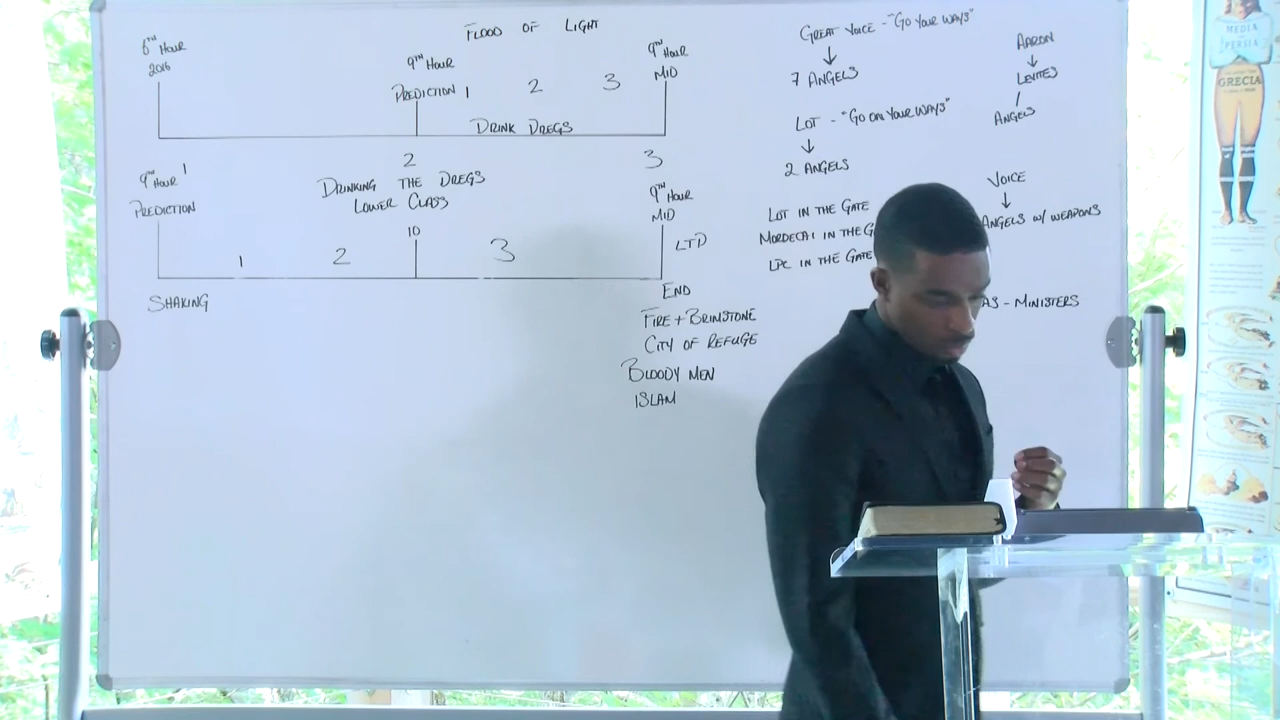 FLOOD OF LIGHT
6TH HOUR
2016
9TH HOUR
PREDICTION 1 2 3
9TH HOUR
MID
DRINK DREGS
9TH HOUR 1
PREDICTION
2
DRINKING THE DREGS
LOWER CLASS
3
9TH HOUR
MID
1 2 10 3
LTD
SHAKING
END
FIRE + BRIMSTONE
CITY OF REFUGE
BLOODY MEN
ISLAM
GREAT VOICE - "GO YOUR WAYS"
7 ANGELS
LOT - "GO ON YOUR WAYS"
2 ANGELS
LOT IN THE GATE
MORDECAI IN THE G
LPC IN THE GATE
AARON
LEVITES
ANGELS
VOICE
ANGELS W/ WEAPONS
AS - MINISTERS
MEDIA
PERSIA
GRECIA